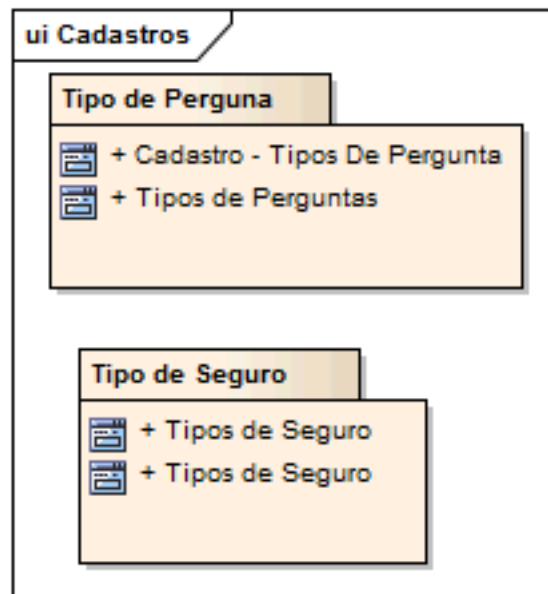 ui Cadastros
Tipo de Perguna
+ Cadastro - Tipos De Pergunta
+ Tipos de Perguntas
Tipo de Seguro
+ Tipos de Seguro
+ Tipos de Seguro